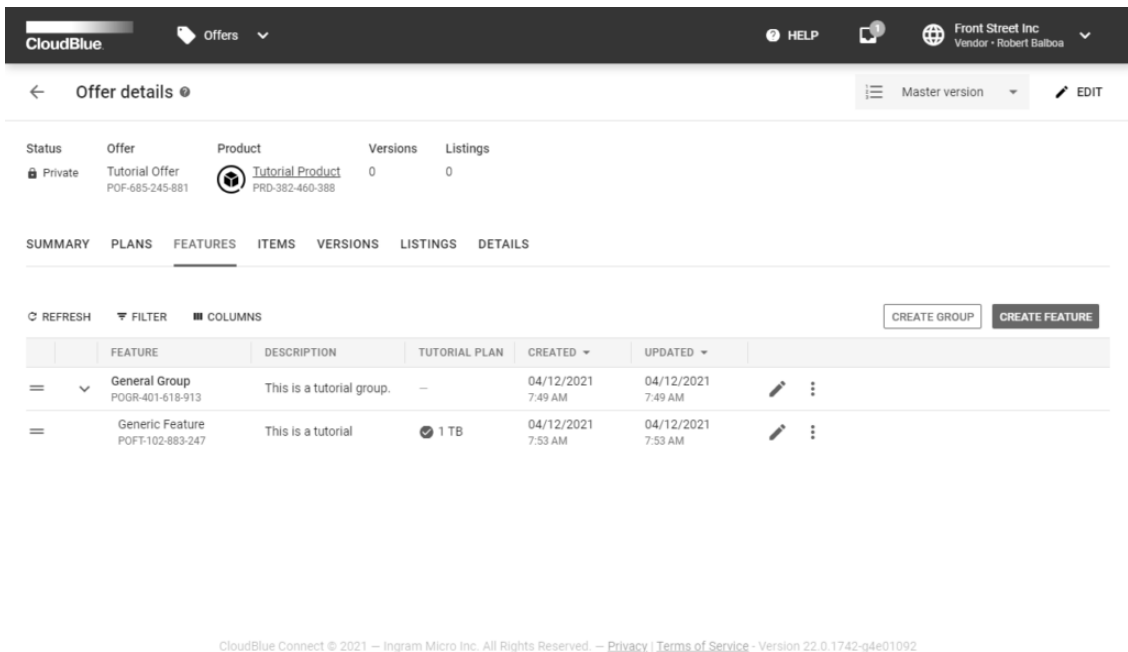 CloudBlue.
Offers
HELP
1
Front Street Inc
Vendor • Robert Balboa
Offer details
Master version
EDIT
Status Offer Product Versions Listings
Private Tutorial Offer Tutorial Product 0 0
POF-685-245-881 PRD-382-460-388
SUMMARY PLANS FEATURES ITEMS VERSIONS LISTINGS DETAILS
REFRESH FILTER COLUMNS CREATE GROUP CREATE FEATURE
FEATURE DESCRIPTION TUTORIAL PLAN CREATED UPDATED
General Group This is a tutorial group. — 04/12/2021 04/12/2021
POGR-401-618-913 7:49 AM 7:49 AM
Generic Feature This is a tutorial 1 TB 04/12/2021 04/12/2021
POFT-102-883-247 7:53 AM 7:53 AM
CloudBlue Connect © 2021 — Ingram Micro Inc. All Rights Reserved. — Privacy | Terms of Service - Version 22.0.1742-g4e01092